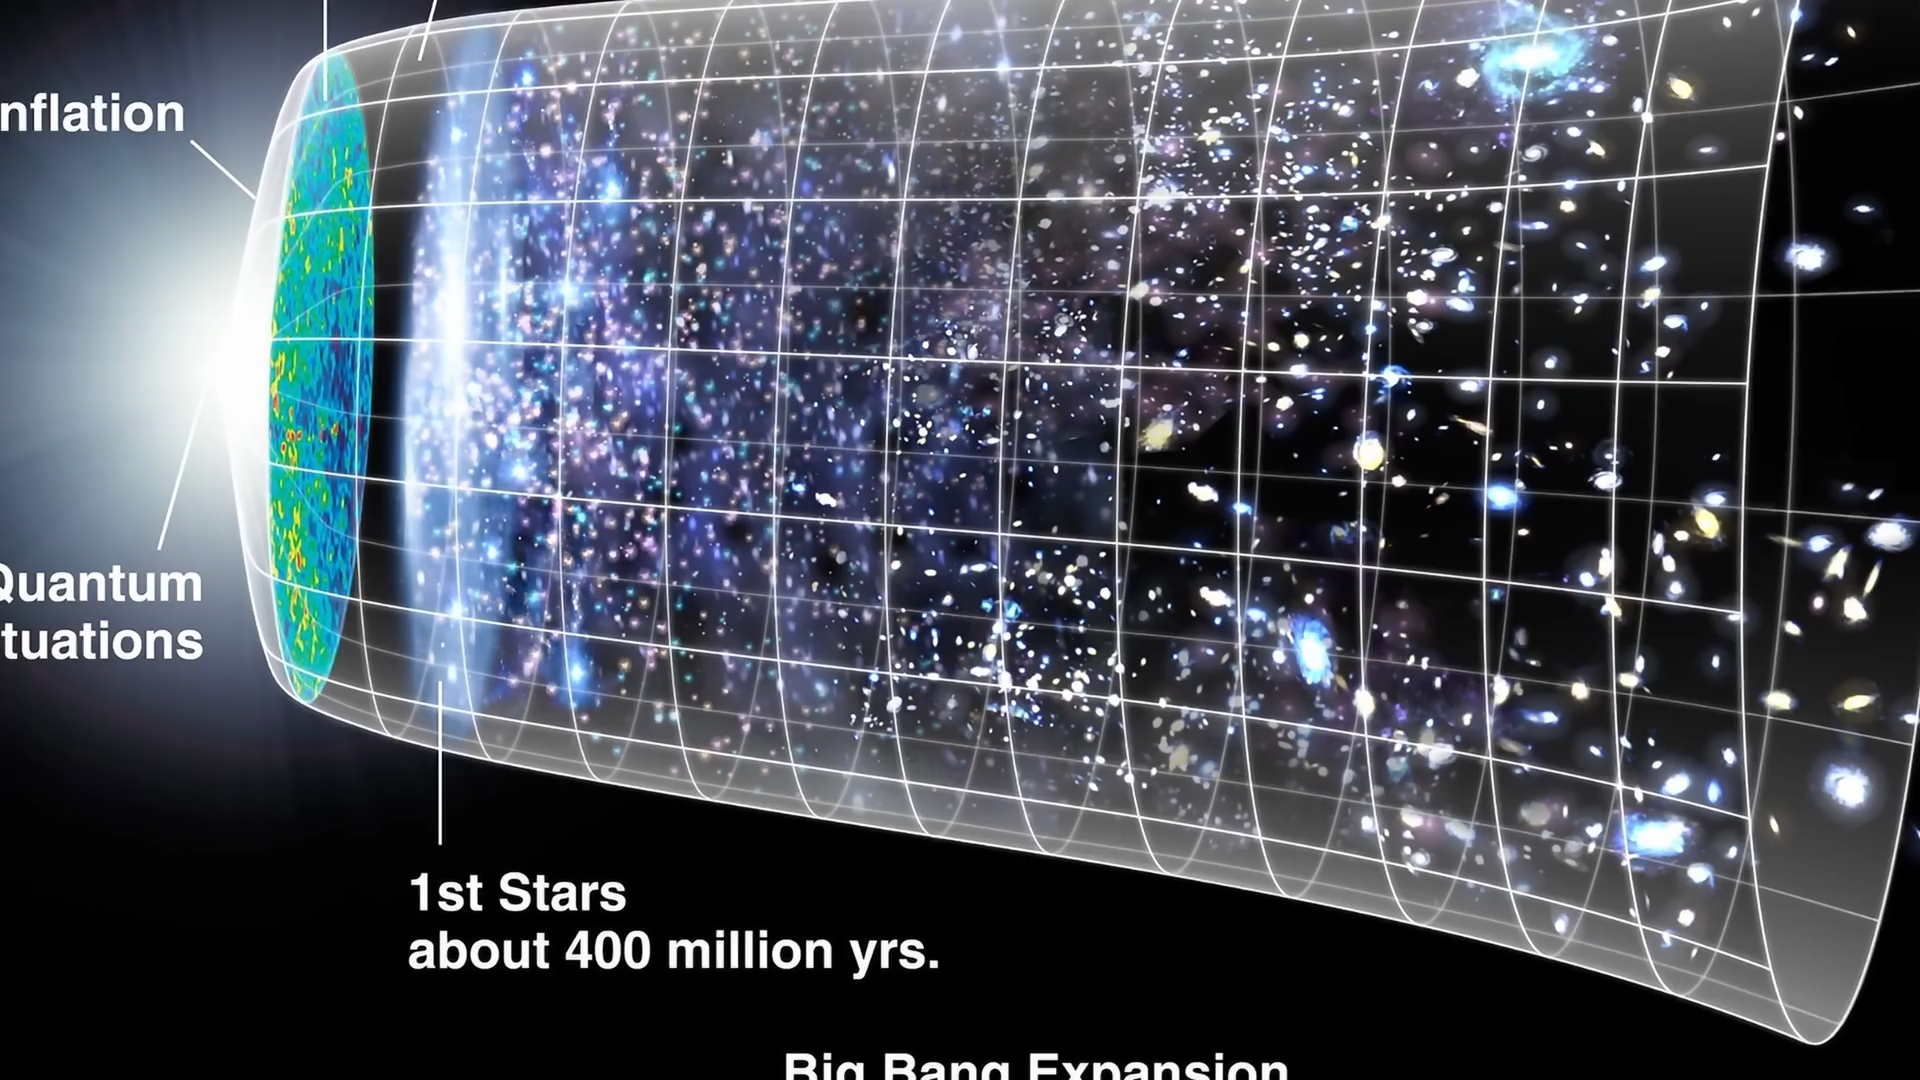 nflation
Quantum
tuations
1st Stars
about 400 million yrs.
Big Bang Expansion